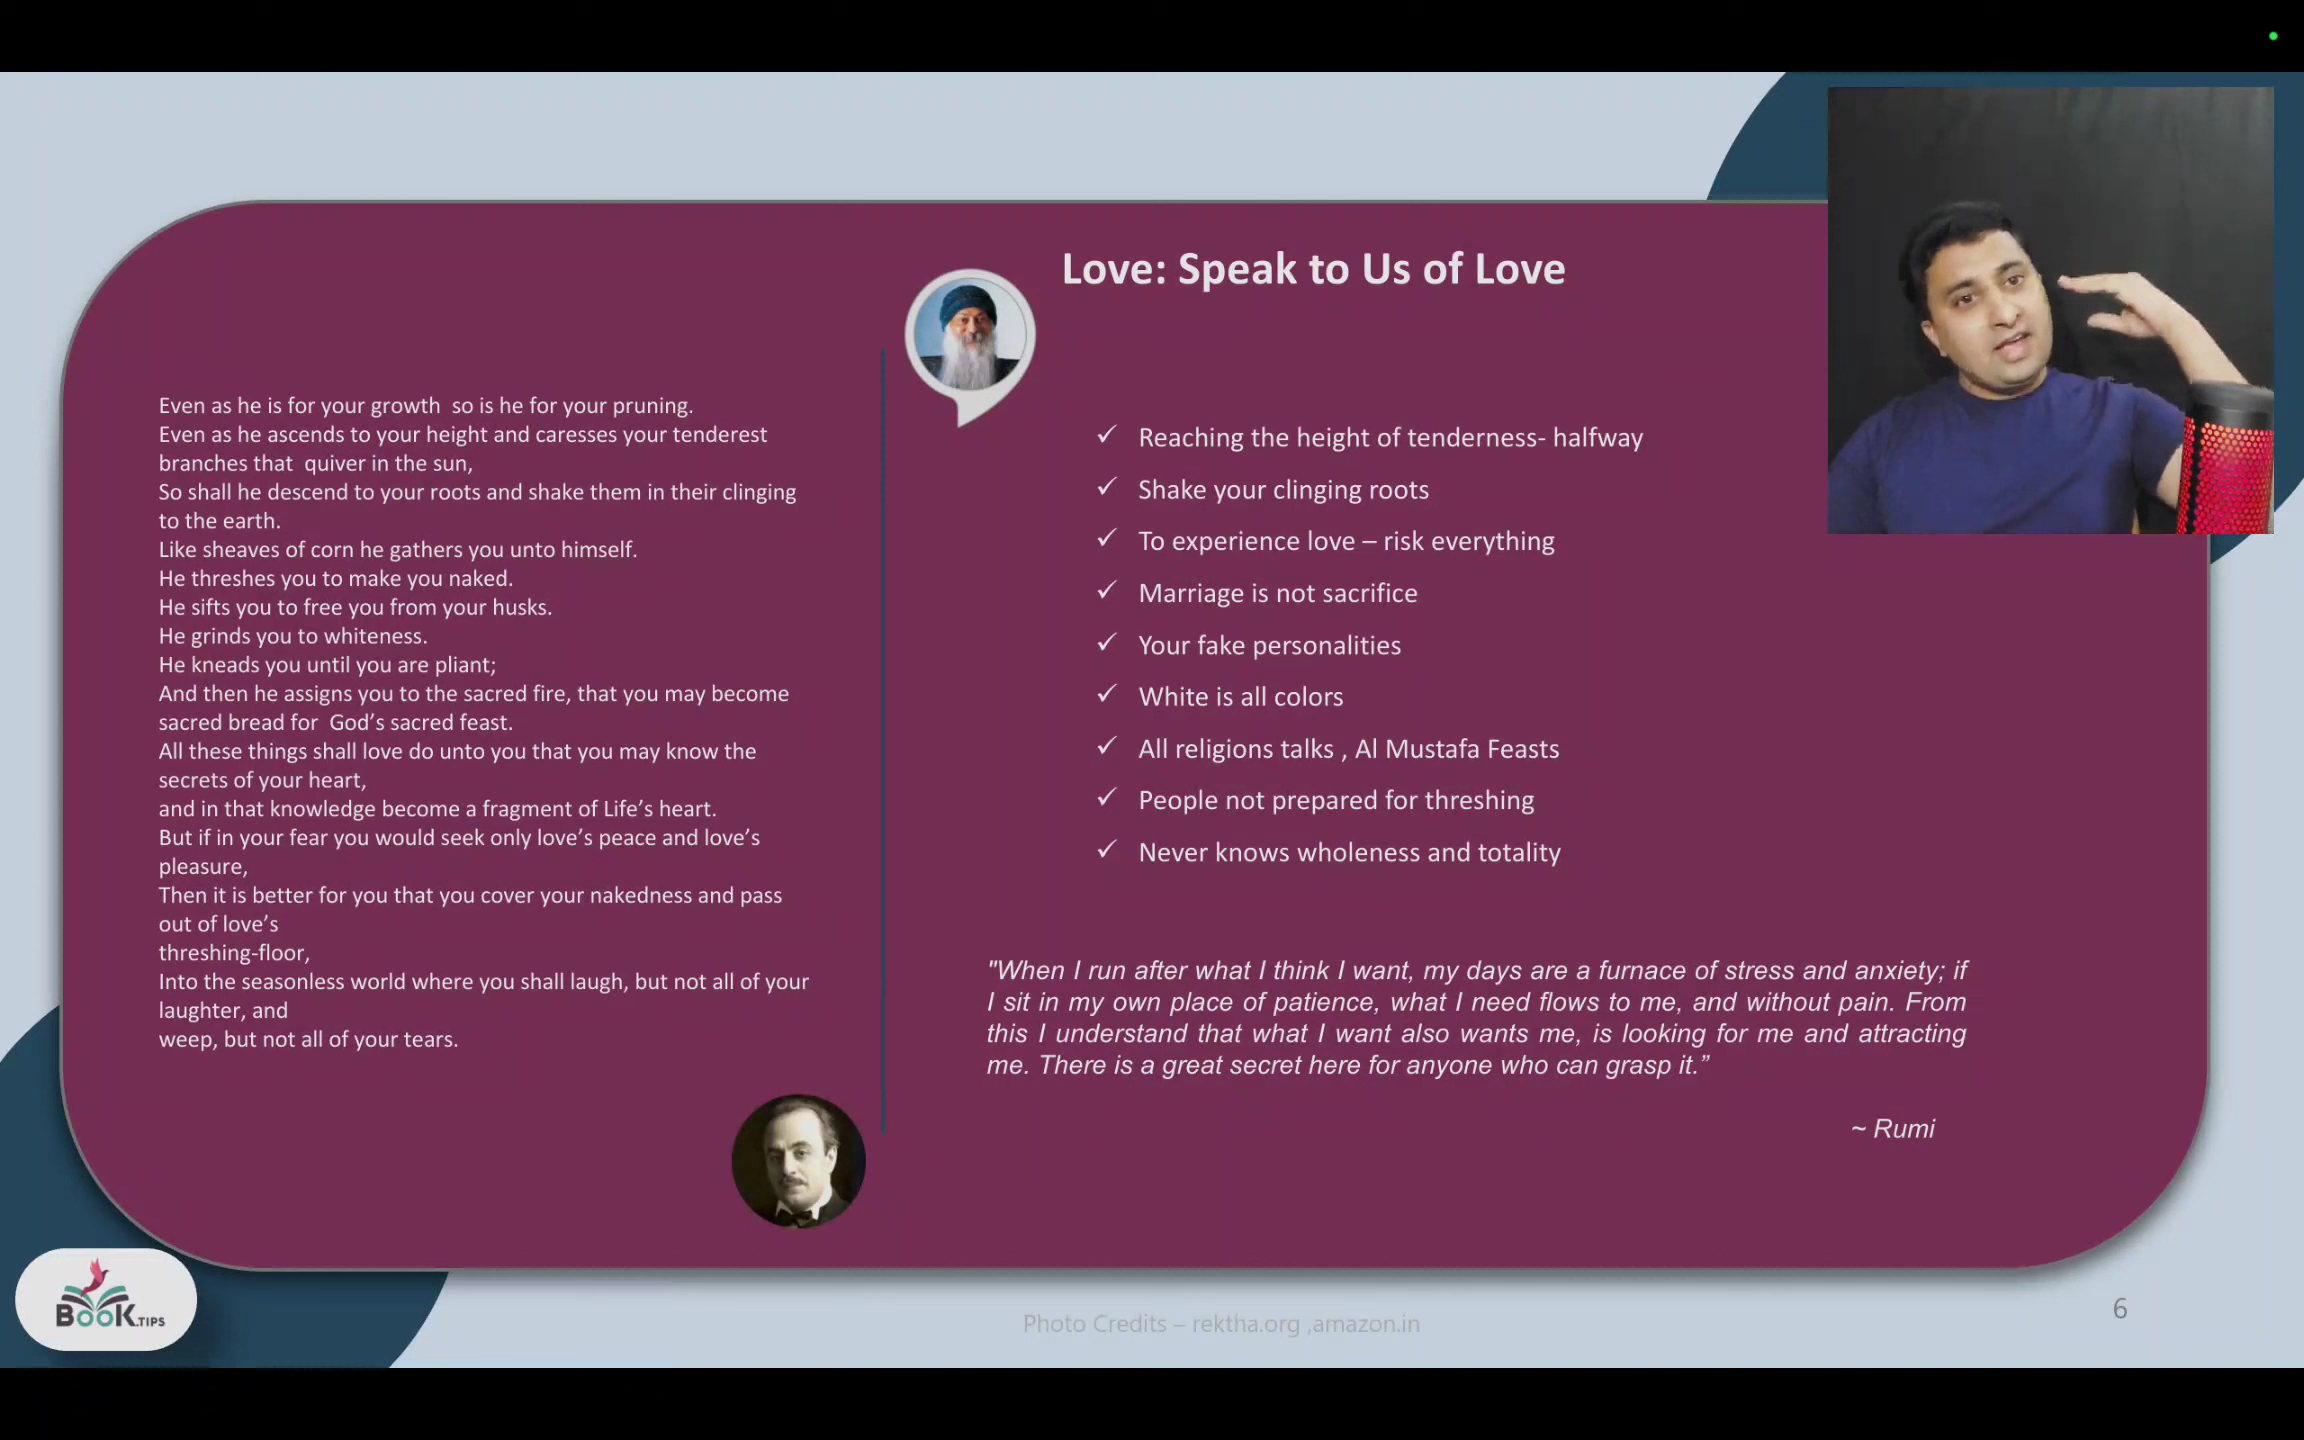 Love: Speak to Us of Love
Even as he is for your growth  so is he for your pruning.
Even as he ascends to your height and caresses your tenderest
branches that  quiver in the sun,
So shall he descend to your roots and shake them in their clinging
to the earth.
Like sheaves of corn he gathers you unto himself.
He threshes you to make you naked.
He sifts you to free you from your husks.
He grinds you to whiteness.
He kneads you until you are pliant;
And then he assigns you to the sacred fire, that you may become
sacred bread for  God’s sacred feast.
All these things shall love do unto you that you may know the
secrets of your heart,
and in that knowledge become a fragment of Life’s heart.
But if in your fear you would seek only love’s peace and love’s
pleasure,
Then it is better for you that you cover your nakedness and pass
out of love’s
threshing-floor,
Into the seasonless world where you shall laugh, but not all of your
laughter, and
weep, but not all of your tears.
✓ Reaching the height of tenderness- halfway
✓ Shake your clinging roots
✓ To experience love – risk everything
✓ Marriage is not sacrifice
✓ Your fake personalities
✓ White is all colors
✓ All religions talks , Al Mustafa Feasts
✓ People not prepared for threshing
✓ Never knows wholeness and totality
"When I run after what I think I want, my days are a furnace of stress and anxiety; if
I sit in my own place of patience, what I need flows to me, and without pain. From
this I understand that what I want also wants me, is looking for me and attracting
me. There is a great secret here for anyone who can grasp it.”
~ Rumi
BooK.TIPS
Photo Credits – rektha.org ,amazon.in
6